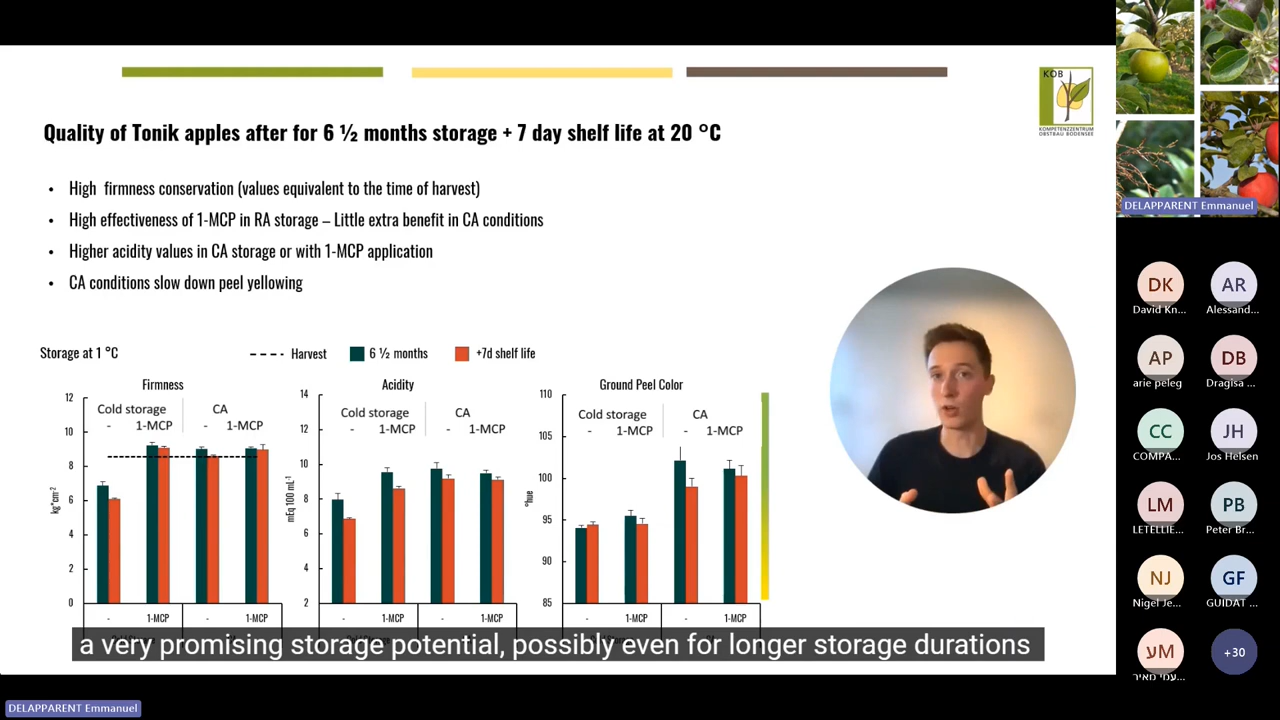 KOB
KOMPETENZZENTRUM
OBSTBAU BODENSEE
Quality of Tonik apples after for 6 ½ months storage + 7 day shelf life at 20 °C
• High firmness conservation (values equivalent to the time of harvest)
• High effectiveness of 1-MCP in RA storage – Little extra benefit in CA conditions
• Higher acidity values in CA storage or with 1-MCP application
• CA conditions slow down peel yellowing
Storage at 1 °C
Harvest 6 ½ months +7d shelf life
Firmness
Cold storage CA
- 1-MCP - 1-MCP
kg*cm⁻²
12
10
8
6
4
2
0
- 1-MCP - 1-MCP
Acidity
Cold storage CA
- 1-MCP - 1-MCP
mEq 100 mL⁻¹
14
12
10
8
6
4
2
- 1-MCP - 1-MCP
Ground Peel Color
Cold storage CA
- 1-MCP - 1-MCP
°hue
110
105
100
95
90
85
- 1-MCP - 1-MCP
a very promising storage potential, possibly even for longer storage durations
DELAPPARENT Emmanuel
DELAPPARENT Emmanuel
DK AR
David Kn... Alessand...
AP DB
arie peleg Dragisa ...
CC JH
COMPA... Jos Helsen
LM PB
LETELLIE... Peter Br...
NJ GF
Nigel Je... GUIDAT ...
עM +30
עמי מאיר...